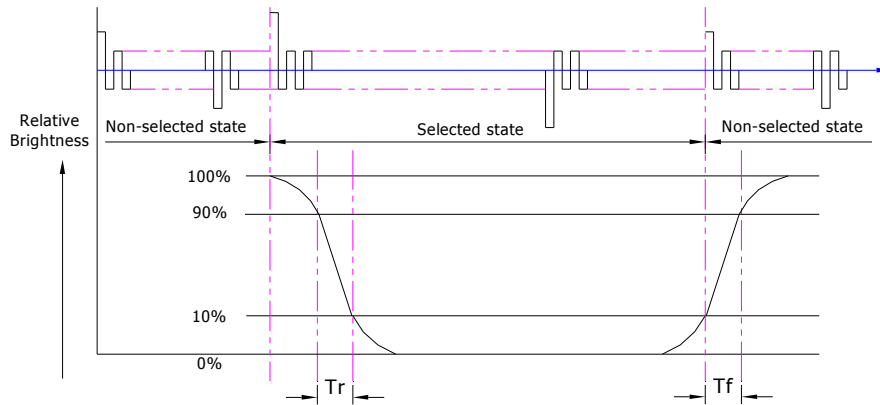 Relative
Brightness
Non-selected state
Selected state
Non-selected state
100%
90%
10%
0%
Tr
Tf